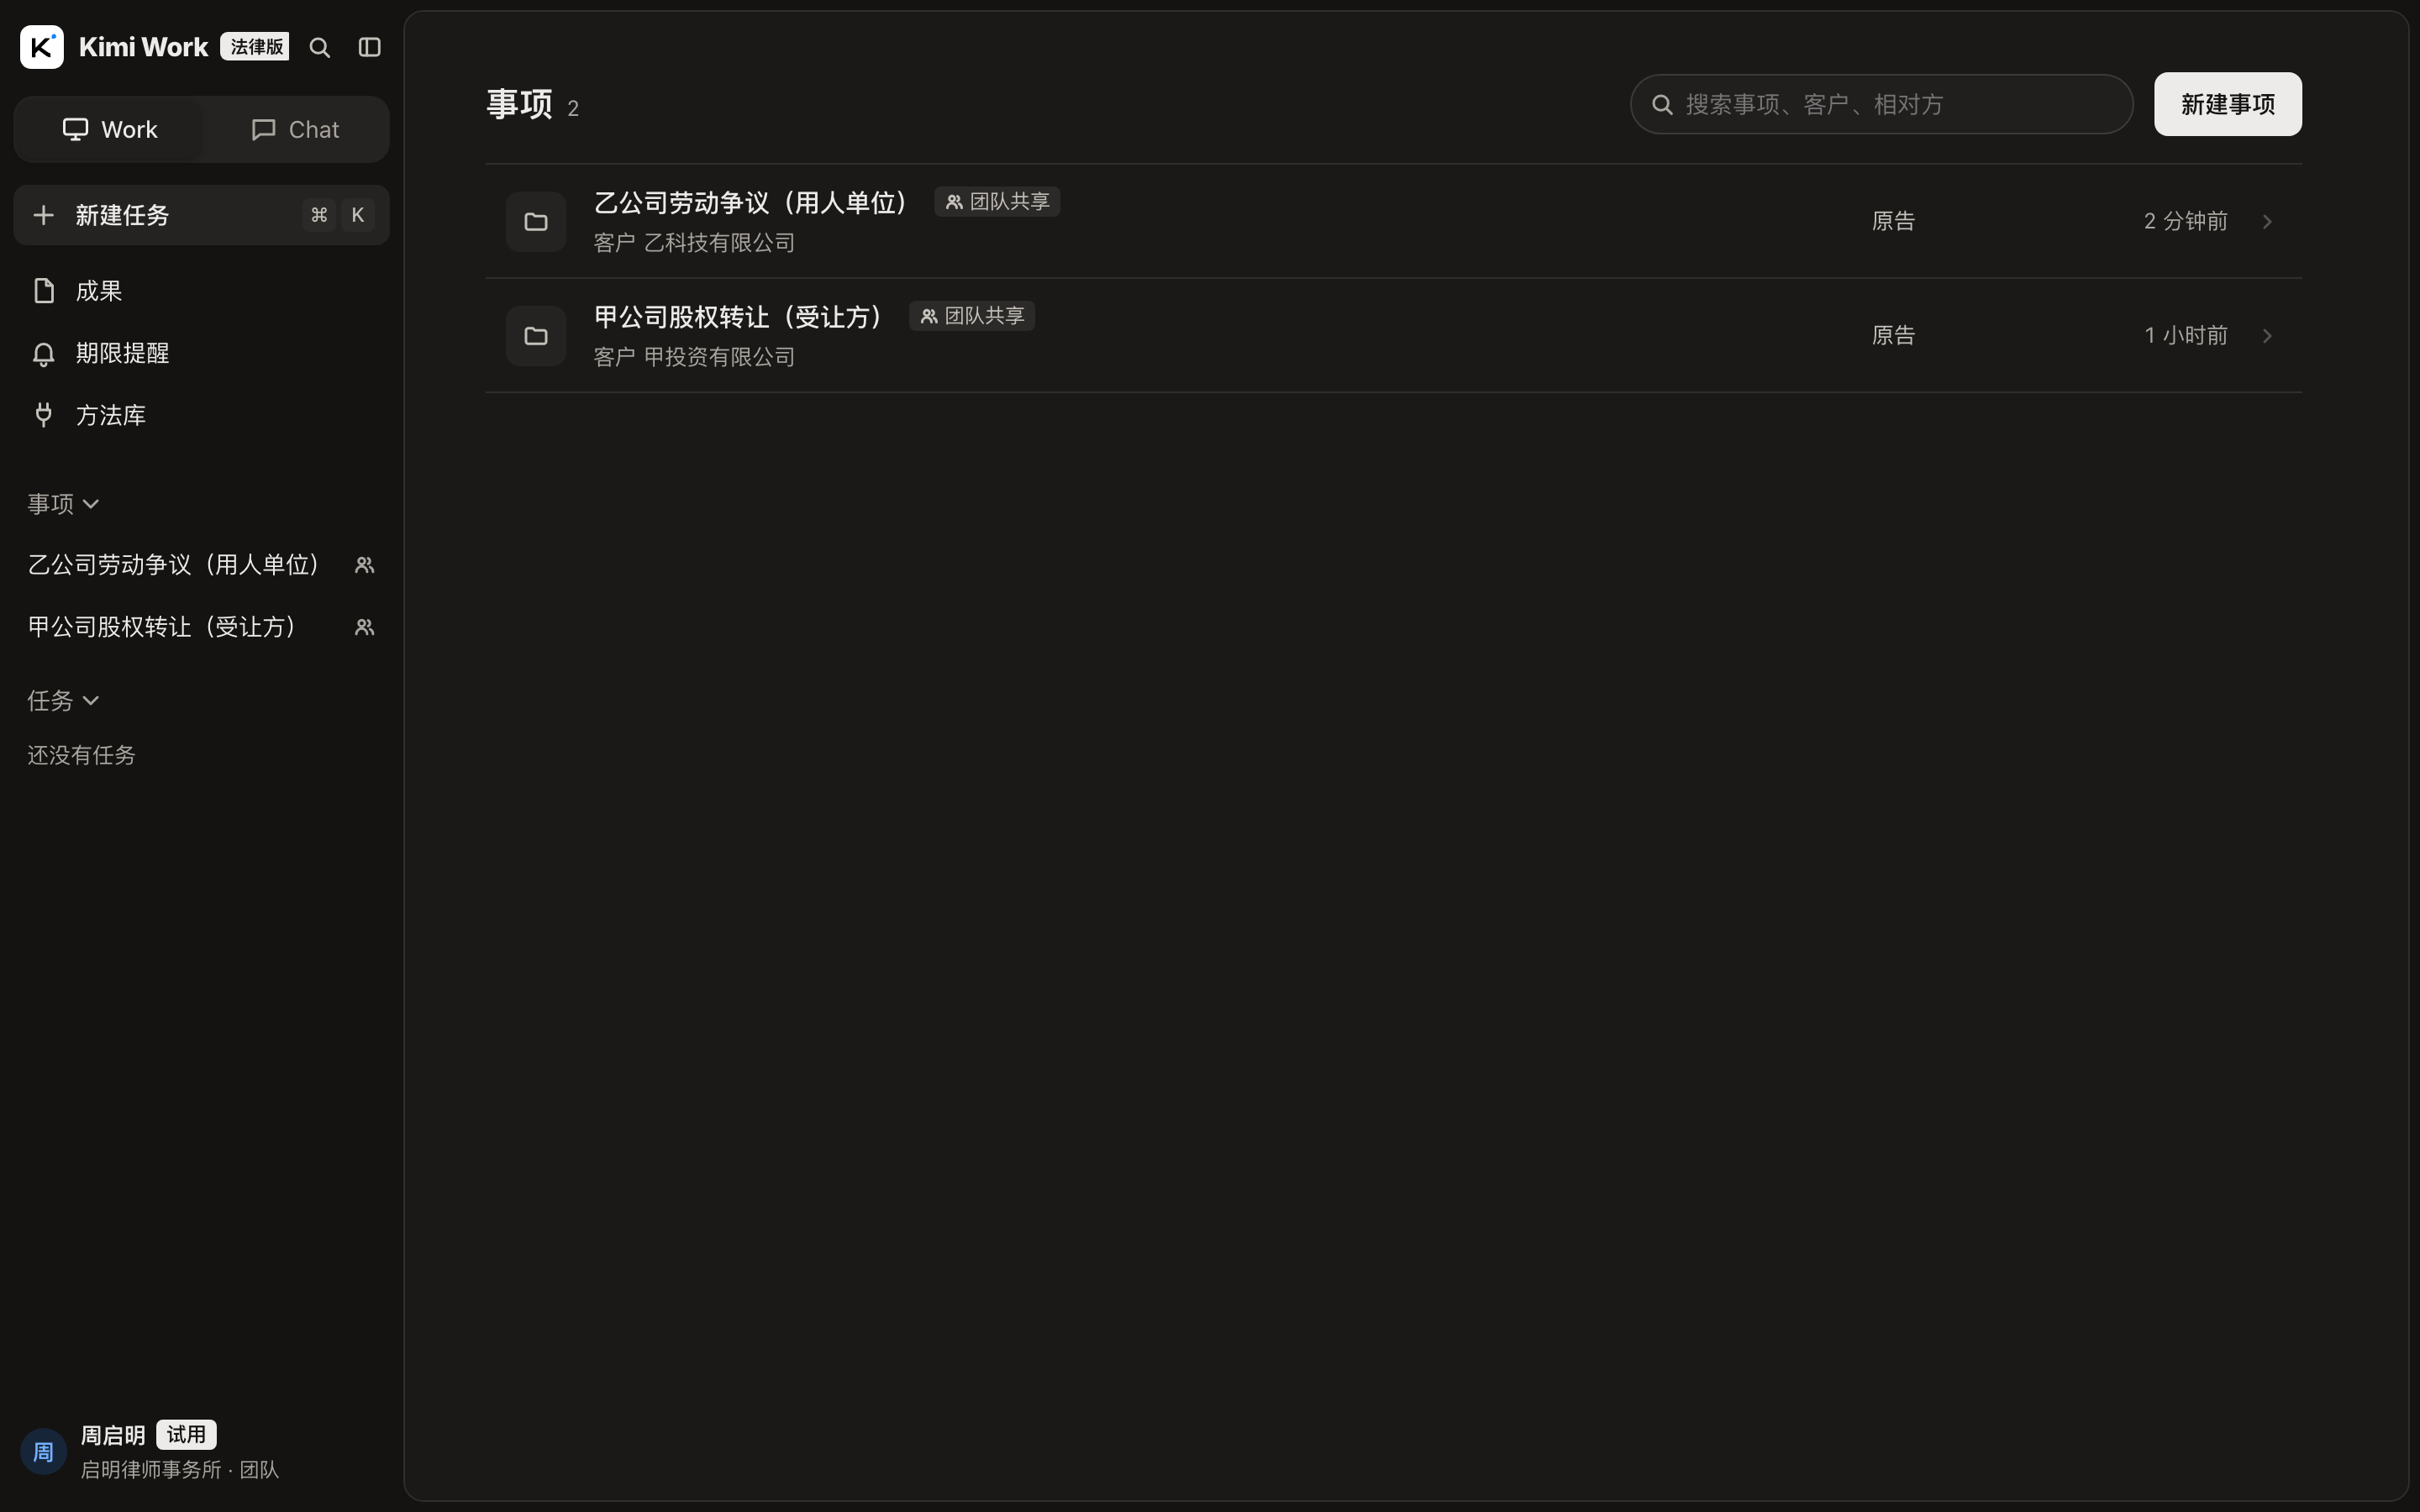 Kimi Work 法律版
Work
Chat
新建任务 ⌘ K
成果
期限提醒
方法库
事项
乙公司劳动争议（用人单位）
甲公司股权转让（受让方）
任务
还没有任务
周 周启明 试用
启明律师事务所 · 团队
事项 2
搜索事项、客户、相对方
新建事项
乙公司劳动争议（用人单位） 团队共享
客户 乙科技有限公司
原告
2 分钟前
甲公司股权转让（受让方） 团队共享
客户 甲投资有限公司
原告
1 小时前